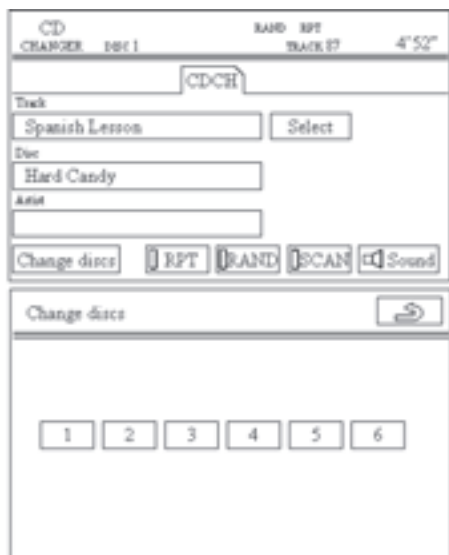 CD RAND RPT
CHANGER DISC 1 TRACK 07 4'52"
CDCH
Track
Spanish Lesson Select
Disc
Hard Candy
Artist
Change discs RPT RAND SCAN Sound
Change discs
1 2 3 4 5 6